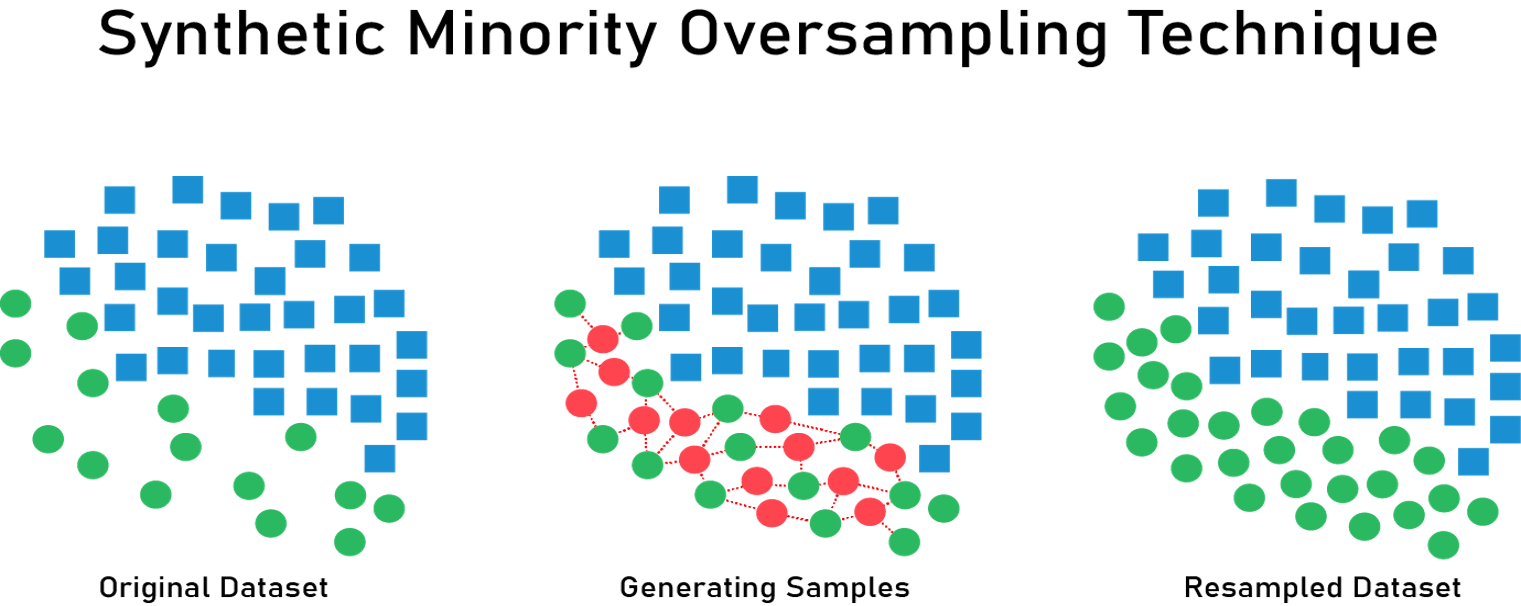 Synthetic Minority Oversampling Technique
Original Dataset
Generating Samples
Resampled Dataset